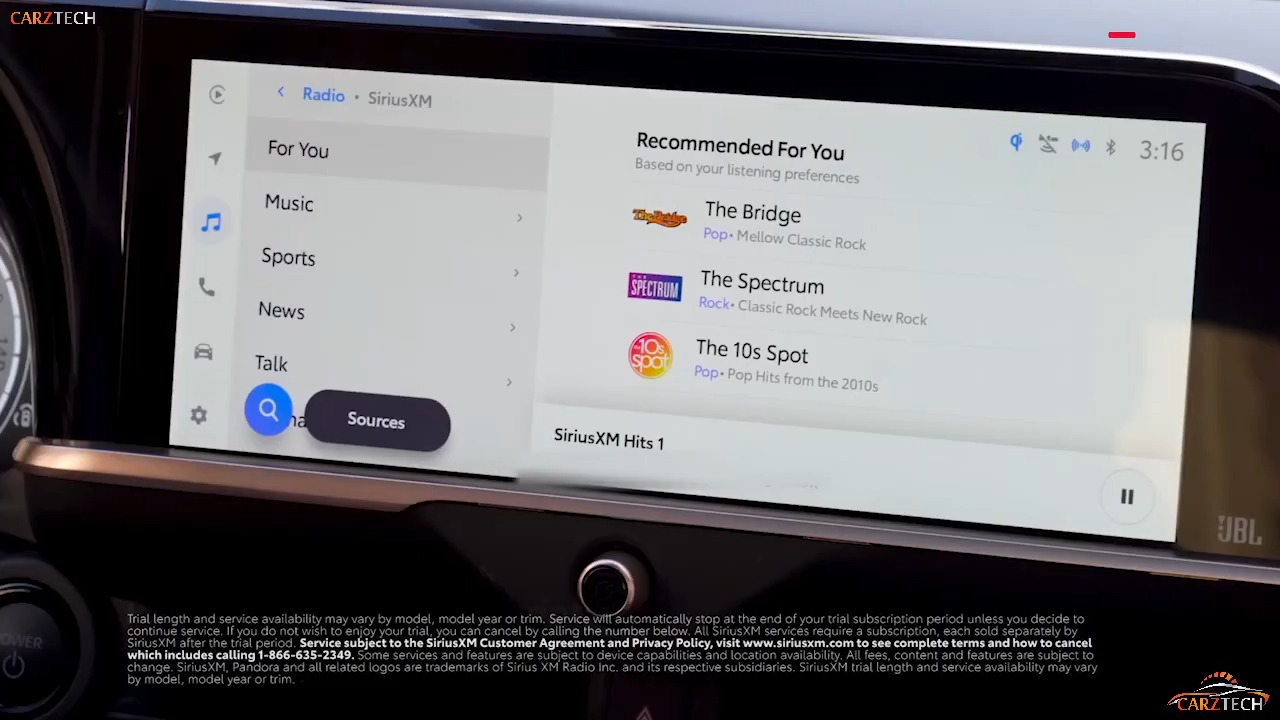 CARZTECH
Radio • SiriusXM
For You
Music
Sports
News
Talk
Sources
3:16
Recommended For You
Based on your listening preferences
The Bridge
The Bridge
Pop• Mellow Classic Rock
THE SPECTRUM
The Spectrum
Rock• Classic Rock Meets New Rock
the 10s spot
The 10s Spot
Pop• Pop Hits from the 2010s
SiriusXM Hits 1
JBL
140
POWER
Trial length and service availability may vary by model, model year or trim. Service will automatically stop at the end of your trial subscription period unless you decide to
continue service. If you do not wish to enjoy your trial, you can cancel by calling the number below. All SiriusXM services require a subscription, each sold separately by
SiriusXM after the trial period. Service subject to the SiriusXM Customer Agreement and Privacy Policy, visit www.siriusxm.com to see complete terms and how to cancel
which includes calling 1-866-635-2349. Some services and features are subject to device capabilities and location availability. All fees, content and features are subject to
change. SiriusXM, Pandora and all related logos are trademarks of Sirius XM Radio Inc. and its respective subsidiaries. SiriusXM trial length and service availability may vary
by model, model year or trim.
CARZTECH